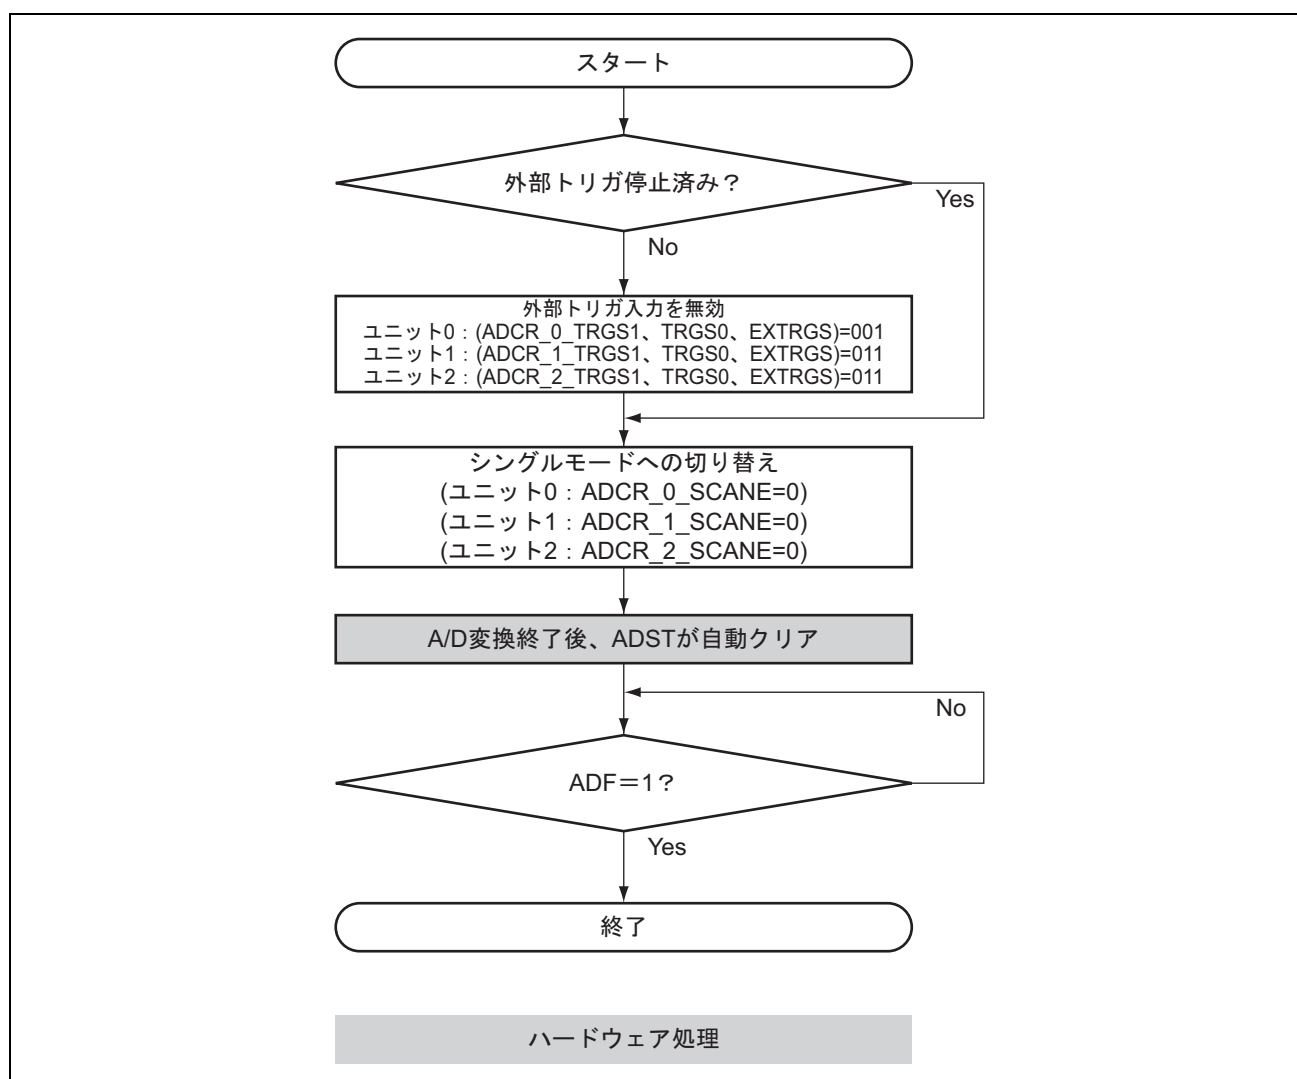 スタート
外部トリガ停止済み？
Yes
No
外部トリガ入力を無効
ユニット0：(ADCR_0_TRGS1、TRGS0、EXTRGS)=001
ユニット1：(ADCR_1_TRGS1、TRGS0、EXTRGS)=011
ユニット2：(ADCR_2_TRGS1、TRGS0、EXTRGS)=011
シングルモードへの切り替え
(ユニット0：ADCR_0_SCANE=0)
(ユニット1：ADCR_1_SCANE=0)
(ユニット2：ADCR_2_SCANE=0)
A/D変換終了後、ADSTが自動クリア
No
ADF＝1？
Yes
終了
ハードウェア処理